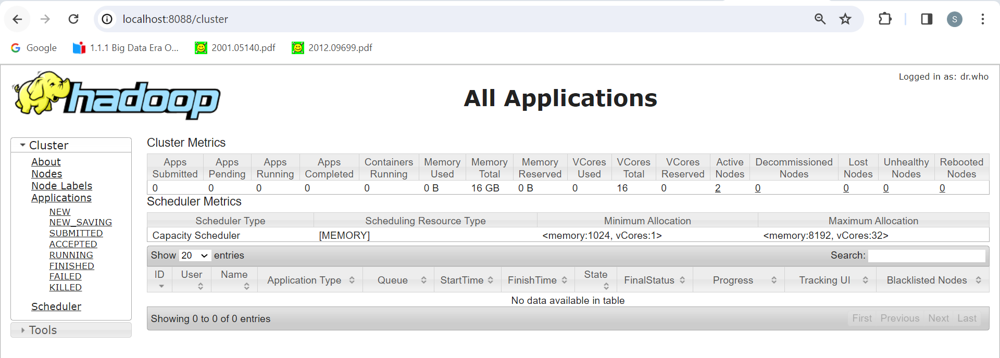 localhost:8088/cluster
S
Google
1.1.1 Big Data Era O...
2001.05140.pdf
2012.09699.pdf
hadoop
All Applications
Logged in as: dr.who
Cluster
About
Nodes
Node Labels
Applications
NEW
NEW_SAVING
SUBMITTED
ACCEPTED
RUNNING
FINISHED
FAILED
KILLED
Scheduler
Tools
Cluster Metrics
Apps Submitted Apps Pending Apps Running Apps Completed Containers Running Memory Used Memory Total Memory Reserved VCores Used VCores Total VCores Reserved Active Nodes Decommissioned Nodes Lost Nodes Unhealthy Nodes Rebooted Nodes
0 0 0 0 0 0 B 16 GB 0 B 0 16 0 2 0 0 0 0
Scheduler Metrics
Scheduler Type Scheduling Resource Type Minimum Allocation Maximum Allocation
Capacity Scheduler [MEMORY] <memory:1024, vCores:1> <memory:8192, vCores:32>
Show 20 entries Search:
ID User Name Application Type Queue StartTime FinishTime State FinalStatus Progress Tracking UI Blacklisted Nodes
No data available in table
Showing 0 to 0 of 0 entries First Previous Next Last